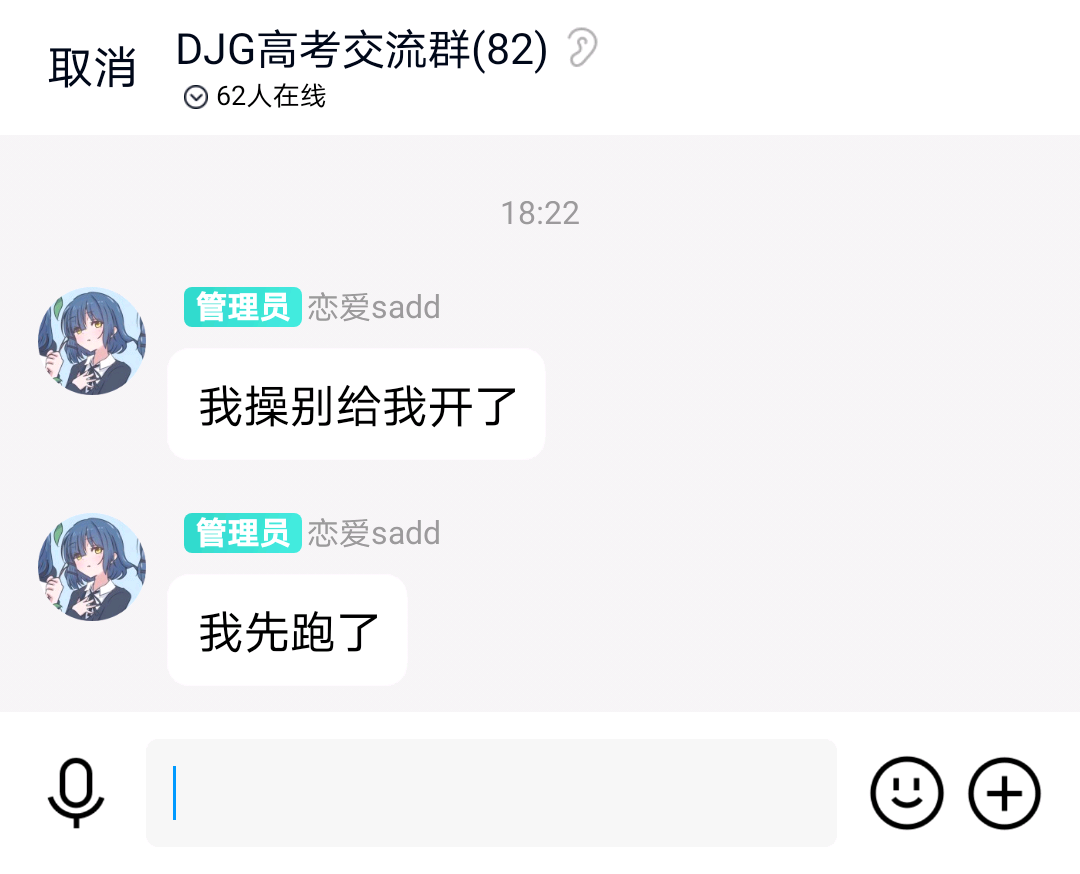 取消
DJG高考交流群(82)
62人在线
18:22
管理员 恋爱sadd
我操别给我开了
管理员 恋爱sadd
我先跑了